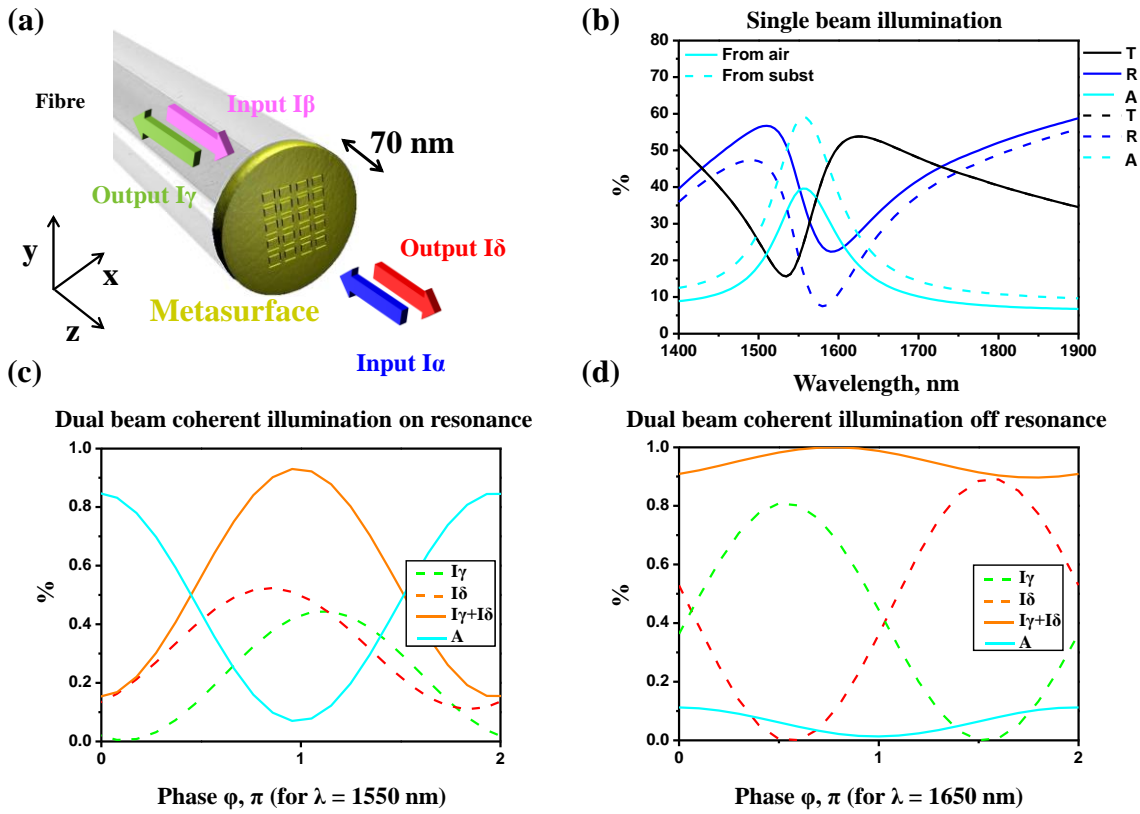 (a)
Fibre
Input Iβ
70 nm
Output Iγ
Output Iδ
y
x
z
Metasurface
Input Iα
(b)
Single beam illumination
From air
From subst
T
R
A
T
R
A
80
70
60
50
40
30
20
10
0
%
1400 1500 1600 1700 1800 1900
Wavelength, nm
(c)
Dual beam coherent illumination on resonance
1.0
0.8
0.6
0.4
0.2
0.0
%
Iγ
Iδ
Iγ+Iδ
A
0 1 2
Phase φ, π (for λ = 1550 nm)
(d)
Dual beam coherent illumination off resonance
1.0
0.8
0.6
0.4
0.2
0.0
%
Iγ
Iδ
Iγ+Iδ
A
0 1 2
Phase φ, π (for λ = 1650 nm)